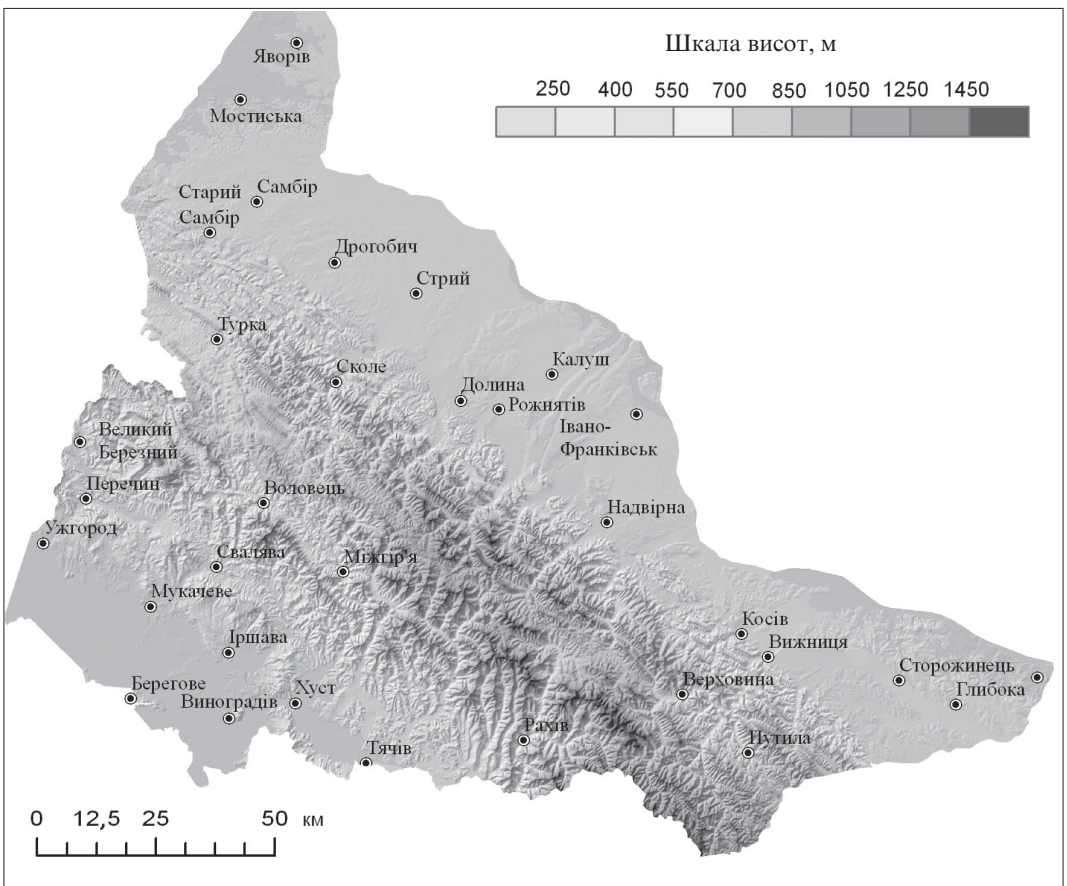 Шкала висот, м
250 400 550 700 850 1050 1250 1450
Яворів
Мостиська
Старий
Самбір
Самбір
Дрогобич
Стрий
Турка
Сколе
Калуш
Долина
Рожнятів
Івано-
Франківськ
Великий
Березний
Перечин
Воловець
Надвірна
Ужгород
Свалява
Міжгір'я
Мукачеве
Іршава
Косів
Вижниця
Берегове
Виноградів
Хуст
Верховина
Сторожинець
Глибока
Рахів
Путила
Тячів
0 12,5 25 50 км